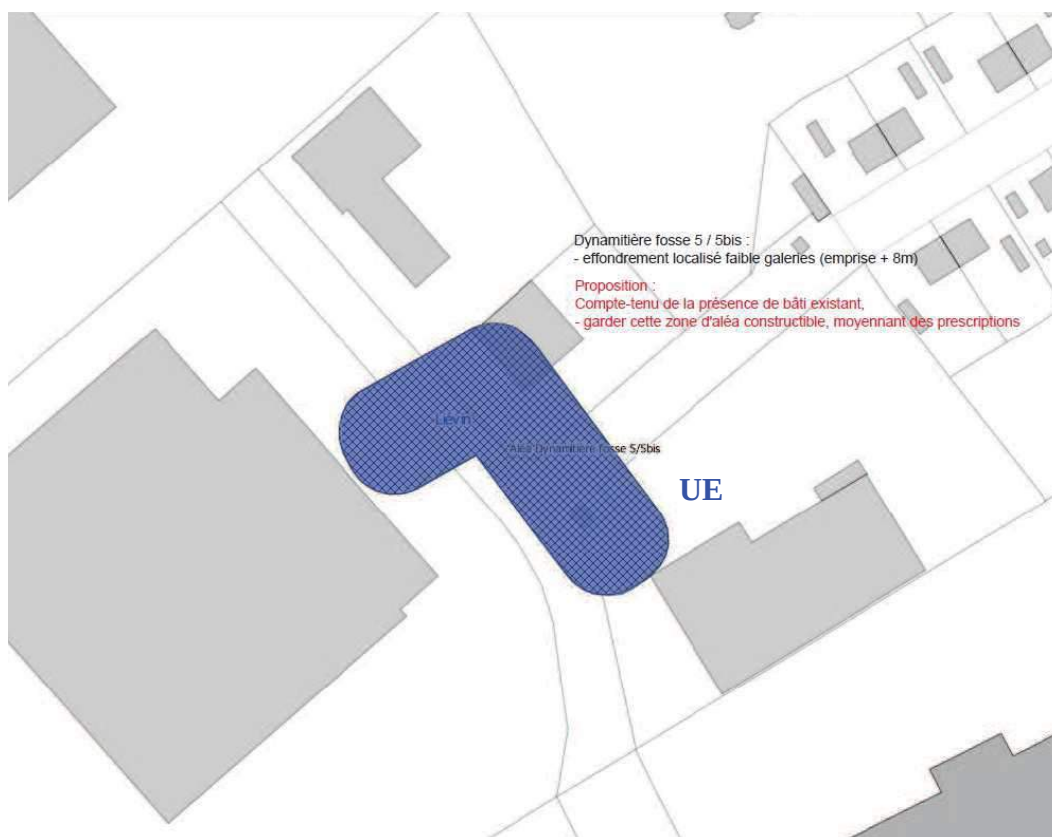 Dynamitière fosse 5 / 5bis :
- effondrement localisé faible galeries (emprise + 8m)
Proposition :
Compte-tenu de la présence de bâti existant,
- garder cette zone d'aléa constructible, moyennant des prescriptions
Liévin
Aléa Dynamitière fosse 5/5bis
UE